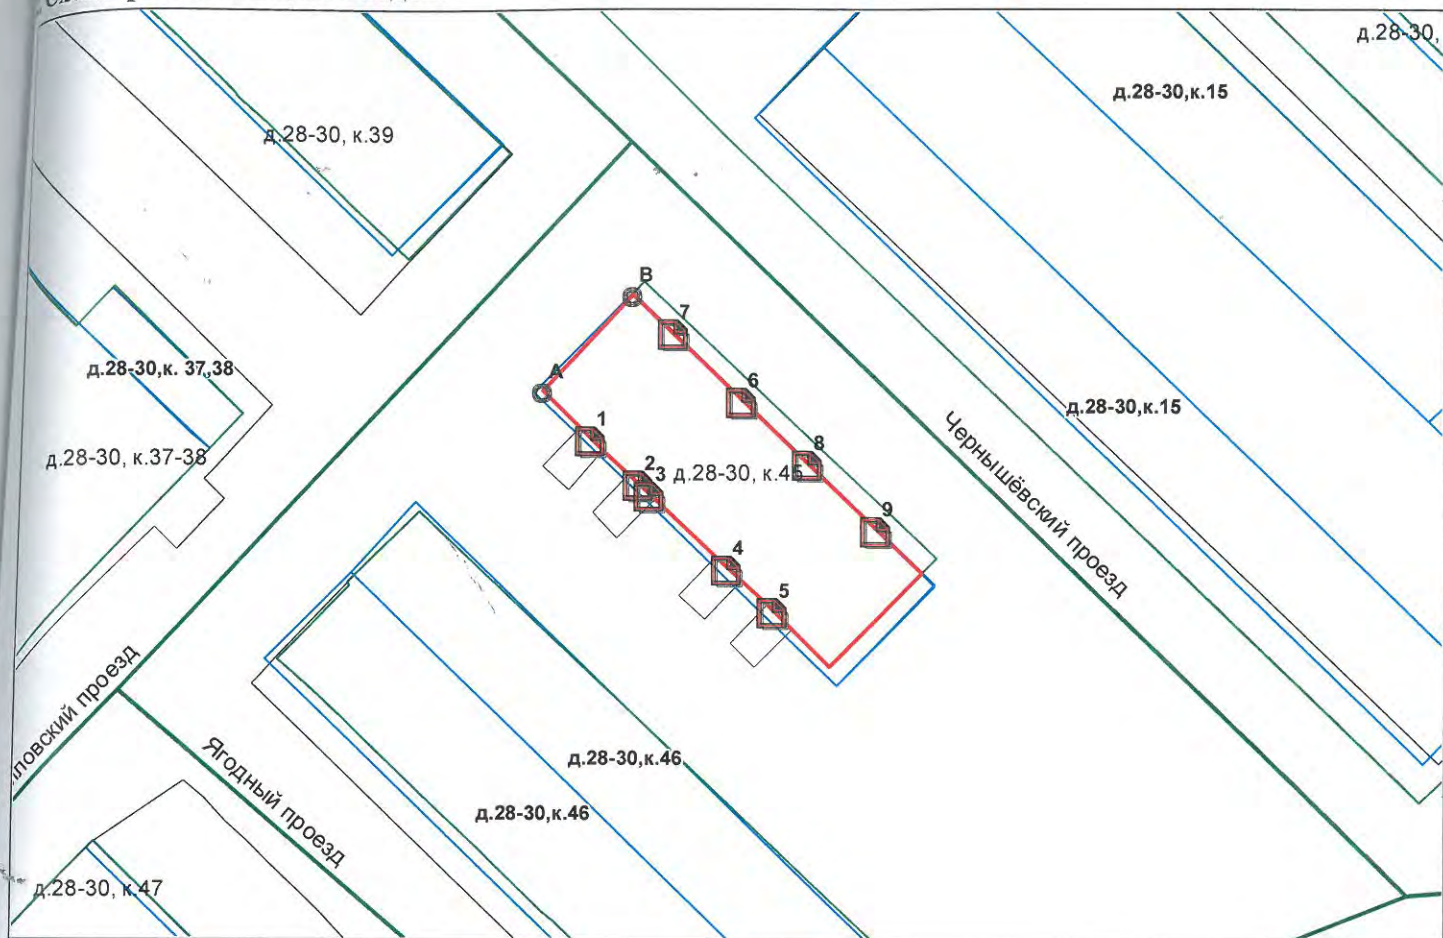 д.28-30,
д.28-30,к.15
д.28-30, к.39
B
7
д.28-30,к. 37,38
A
6
д.28-30,к.15
1
8
д.28-30, к.37-38
2
3
д.28-30, к.45
9
Чернышёвский проезд
4
5
ловский проезд
Ягодный проезд
д.28-30,к.46
д.28-30,к.46
д.28-30, к.47